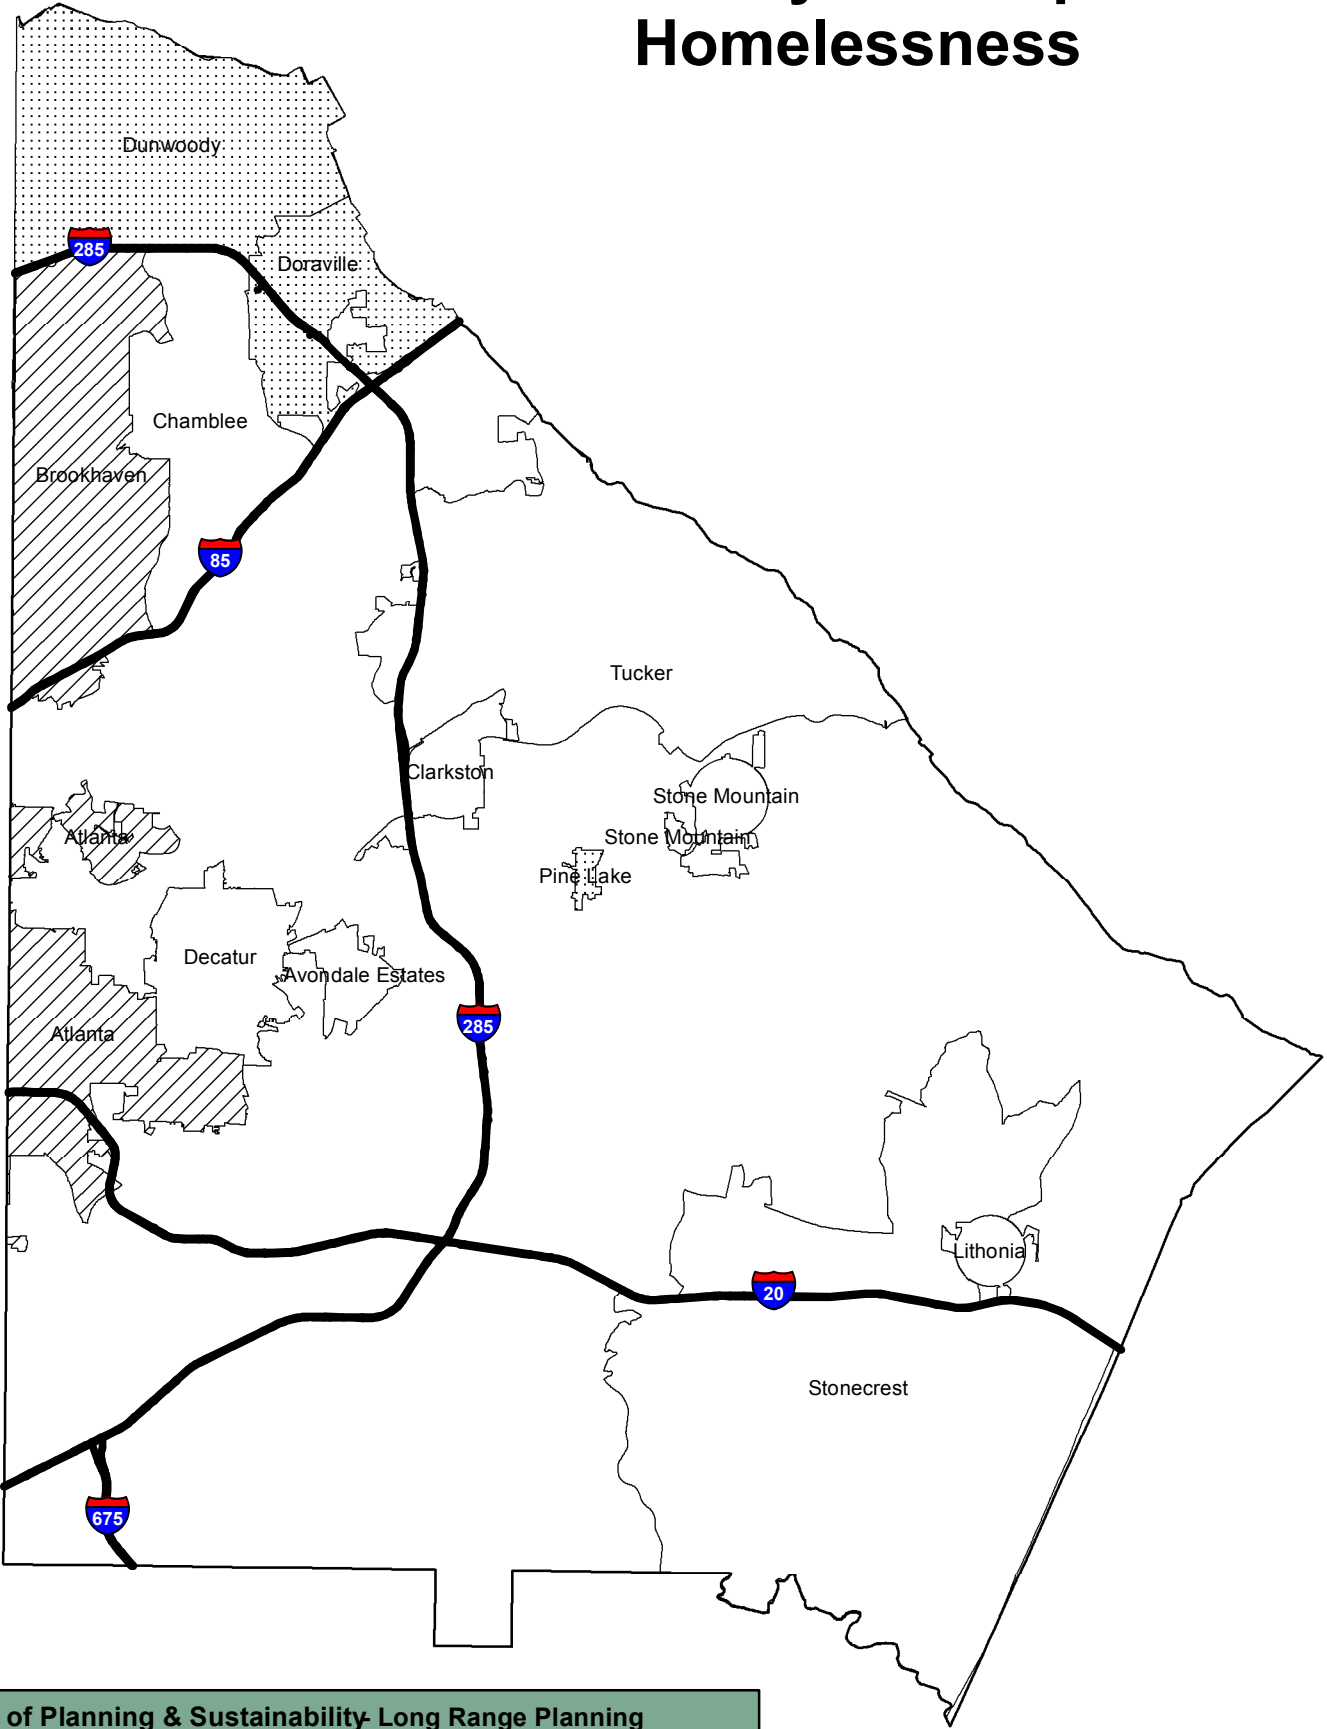 Homelessness
Dunwoody
285
Doraville
Chamblee
Brookhaven
85
Tucker
Clarkston
Stone Mountain
Atlanta
Stone Mountain
Pine Lake
Decatur
Avondale Estates
285
Atlanta
Lithonia
20
Stonecrest
675
of Planning & Sustainability- Long Range Planning